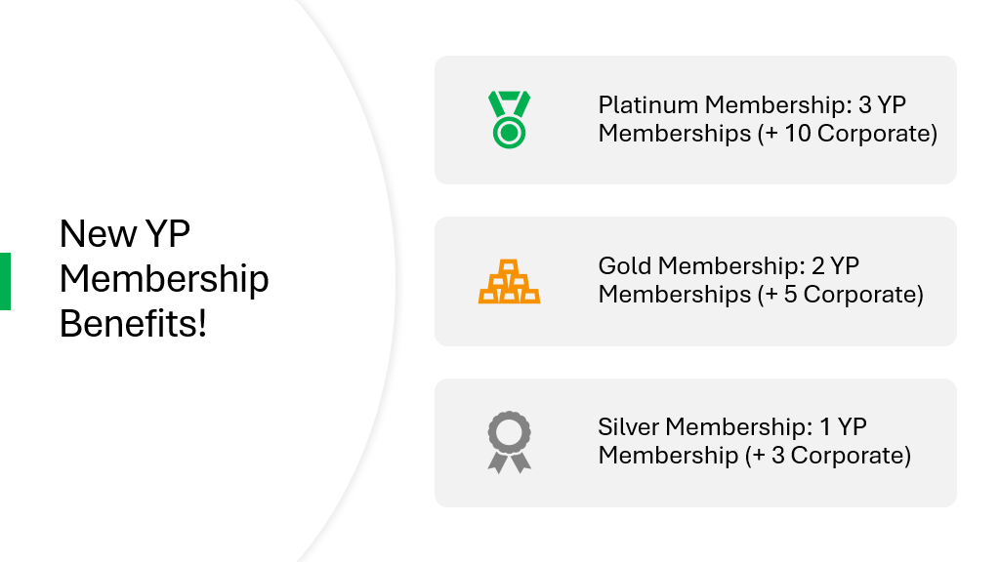 New YP
Membership
Benefits!
Platinum Membership: 3 YP
Memberships (+ 10 Corporate)
Gold Membership: 2 YP
Memberships (+ 5 Corporate)
Silver Membership: 1 YP
Membership (+ 3 Corporate)